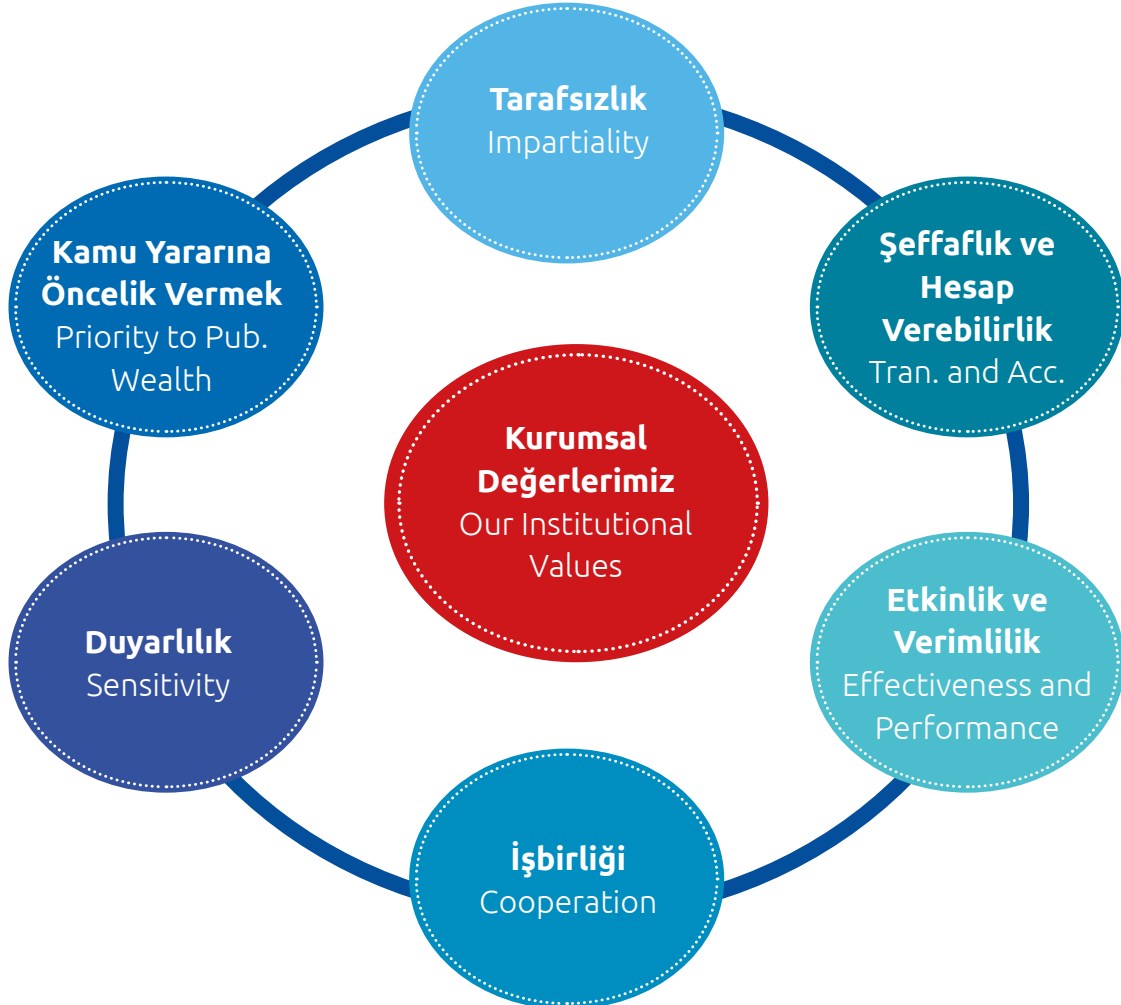 Tarafsızlık
Impartiality
Kamu Yararına
Öncelik Vermek
Priority to Pub.
Wealth
Şeffaflık ve
Hesap
Verebilirlik
Tran. and Acc.
Kurumsal
Değerlerimiz
Our Institutional
Values
Duyarlılık
Sensitivity
Etkinlik ve
Verimlilik
Effectiveness and
Performance
İşbirliği
Cooperation